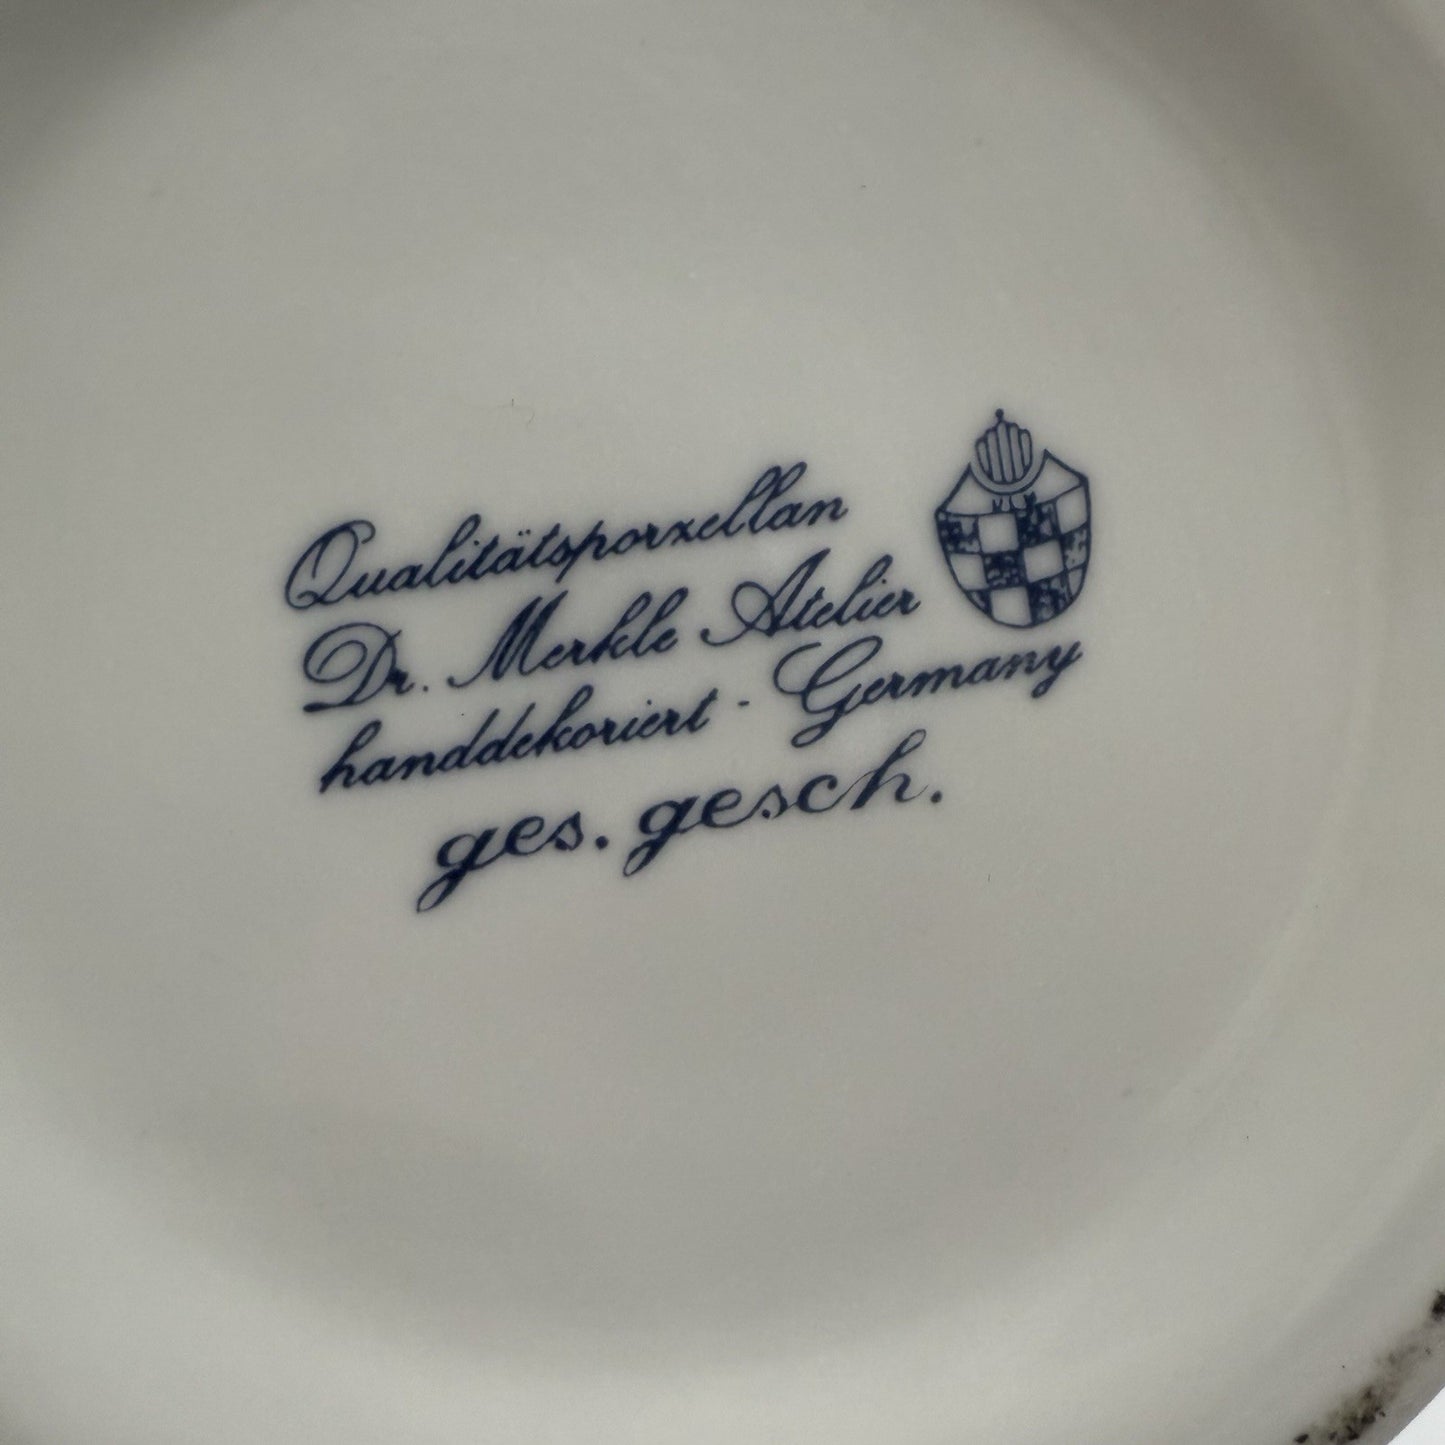 Qualitätsporzellan
Dr. Merkle Atelier
handdekoriert - Germany
ges. gesch.